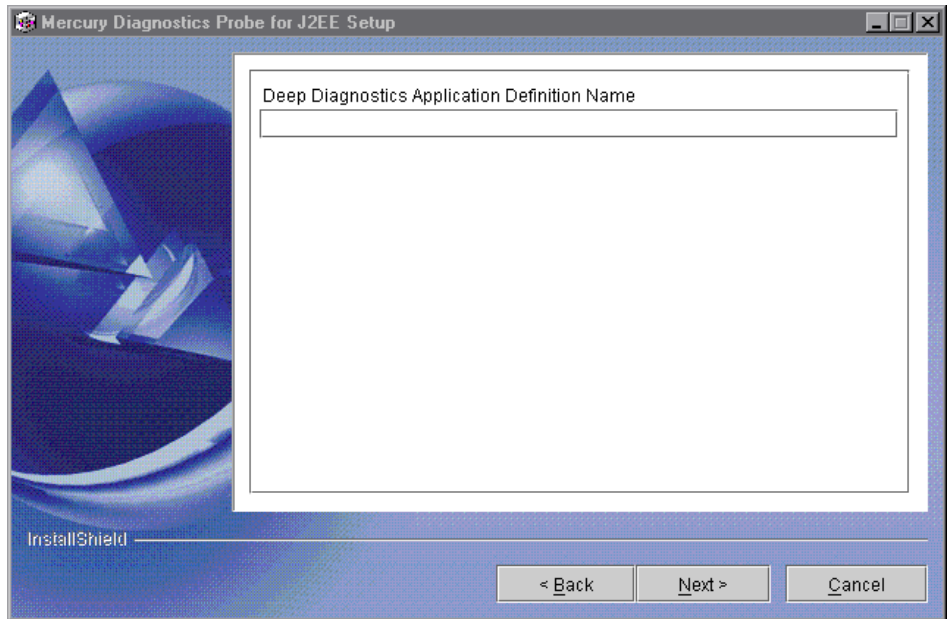 Mercury Diagnostics Probe for J2EE Setup
Deep Diagnostics Application Definition Name
InstallShield
< Back
Next >
Cancel